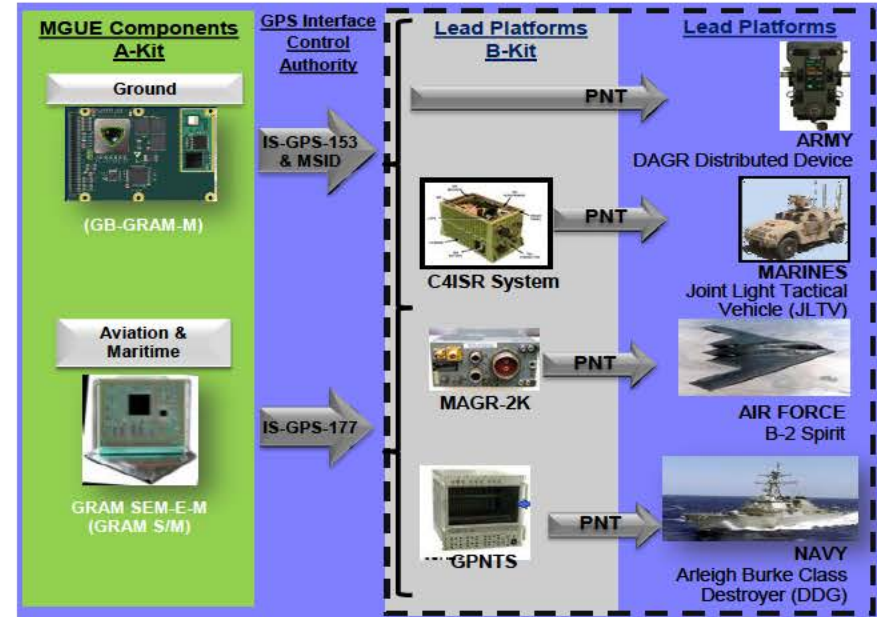 MGUE Components
A-Kit
GPS Interface
Control
Authority
Lead Platforms
B-Kit
Lead Platforms
Ground
(GB-GRAM-M)
IS-GPS-153
& MSID
PNT
ARMY
DAGR Distributed Device
C4ISR System
PNT
MARINES
Joint Light Tactical
Vehicle (JLTV)
Aviation &
Maritime
GRAM SEM-E-M
(GRAM S/M)
IS-GPS-177
MAGR-2K
PNT
AIR FORCE
B-2 Spirit
GPNTS
PNT
NAVY
Arleigh Burke Class
Destroyer (DDG)